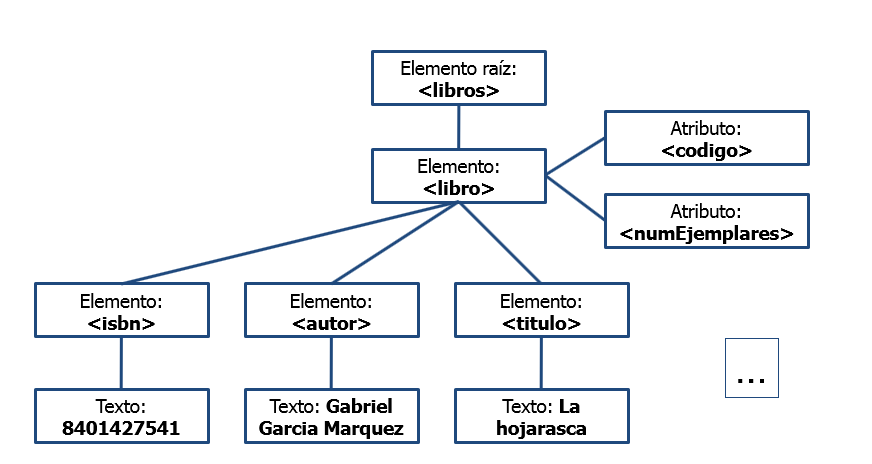 Elemento raíz:
<libros>
Elemento:
<libro>
Atributo:
<codigo>
Atributo:
<numEjemplares>
Elemento:
<isbn>
Elemento:
<autor>
Elemento:
<titulo>
Texto:
8401427541
Texto: Gabriel
Garcia Marquez
Texto: La
hojarasca
...